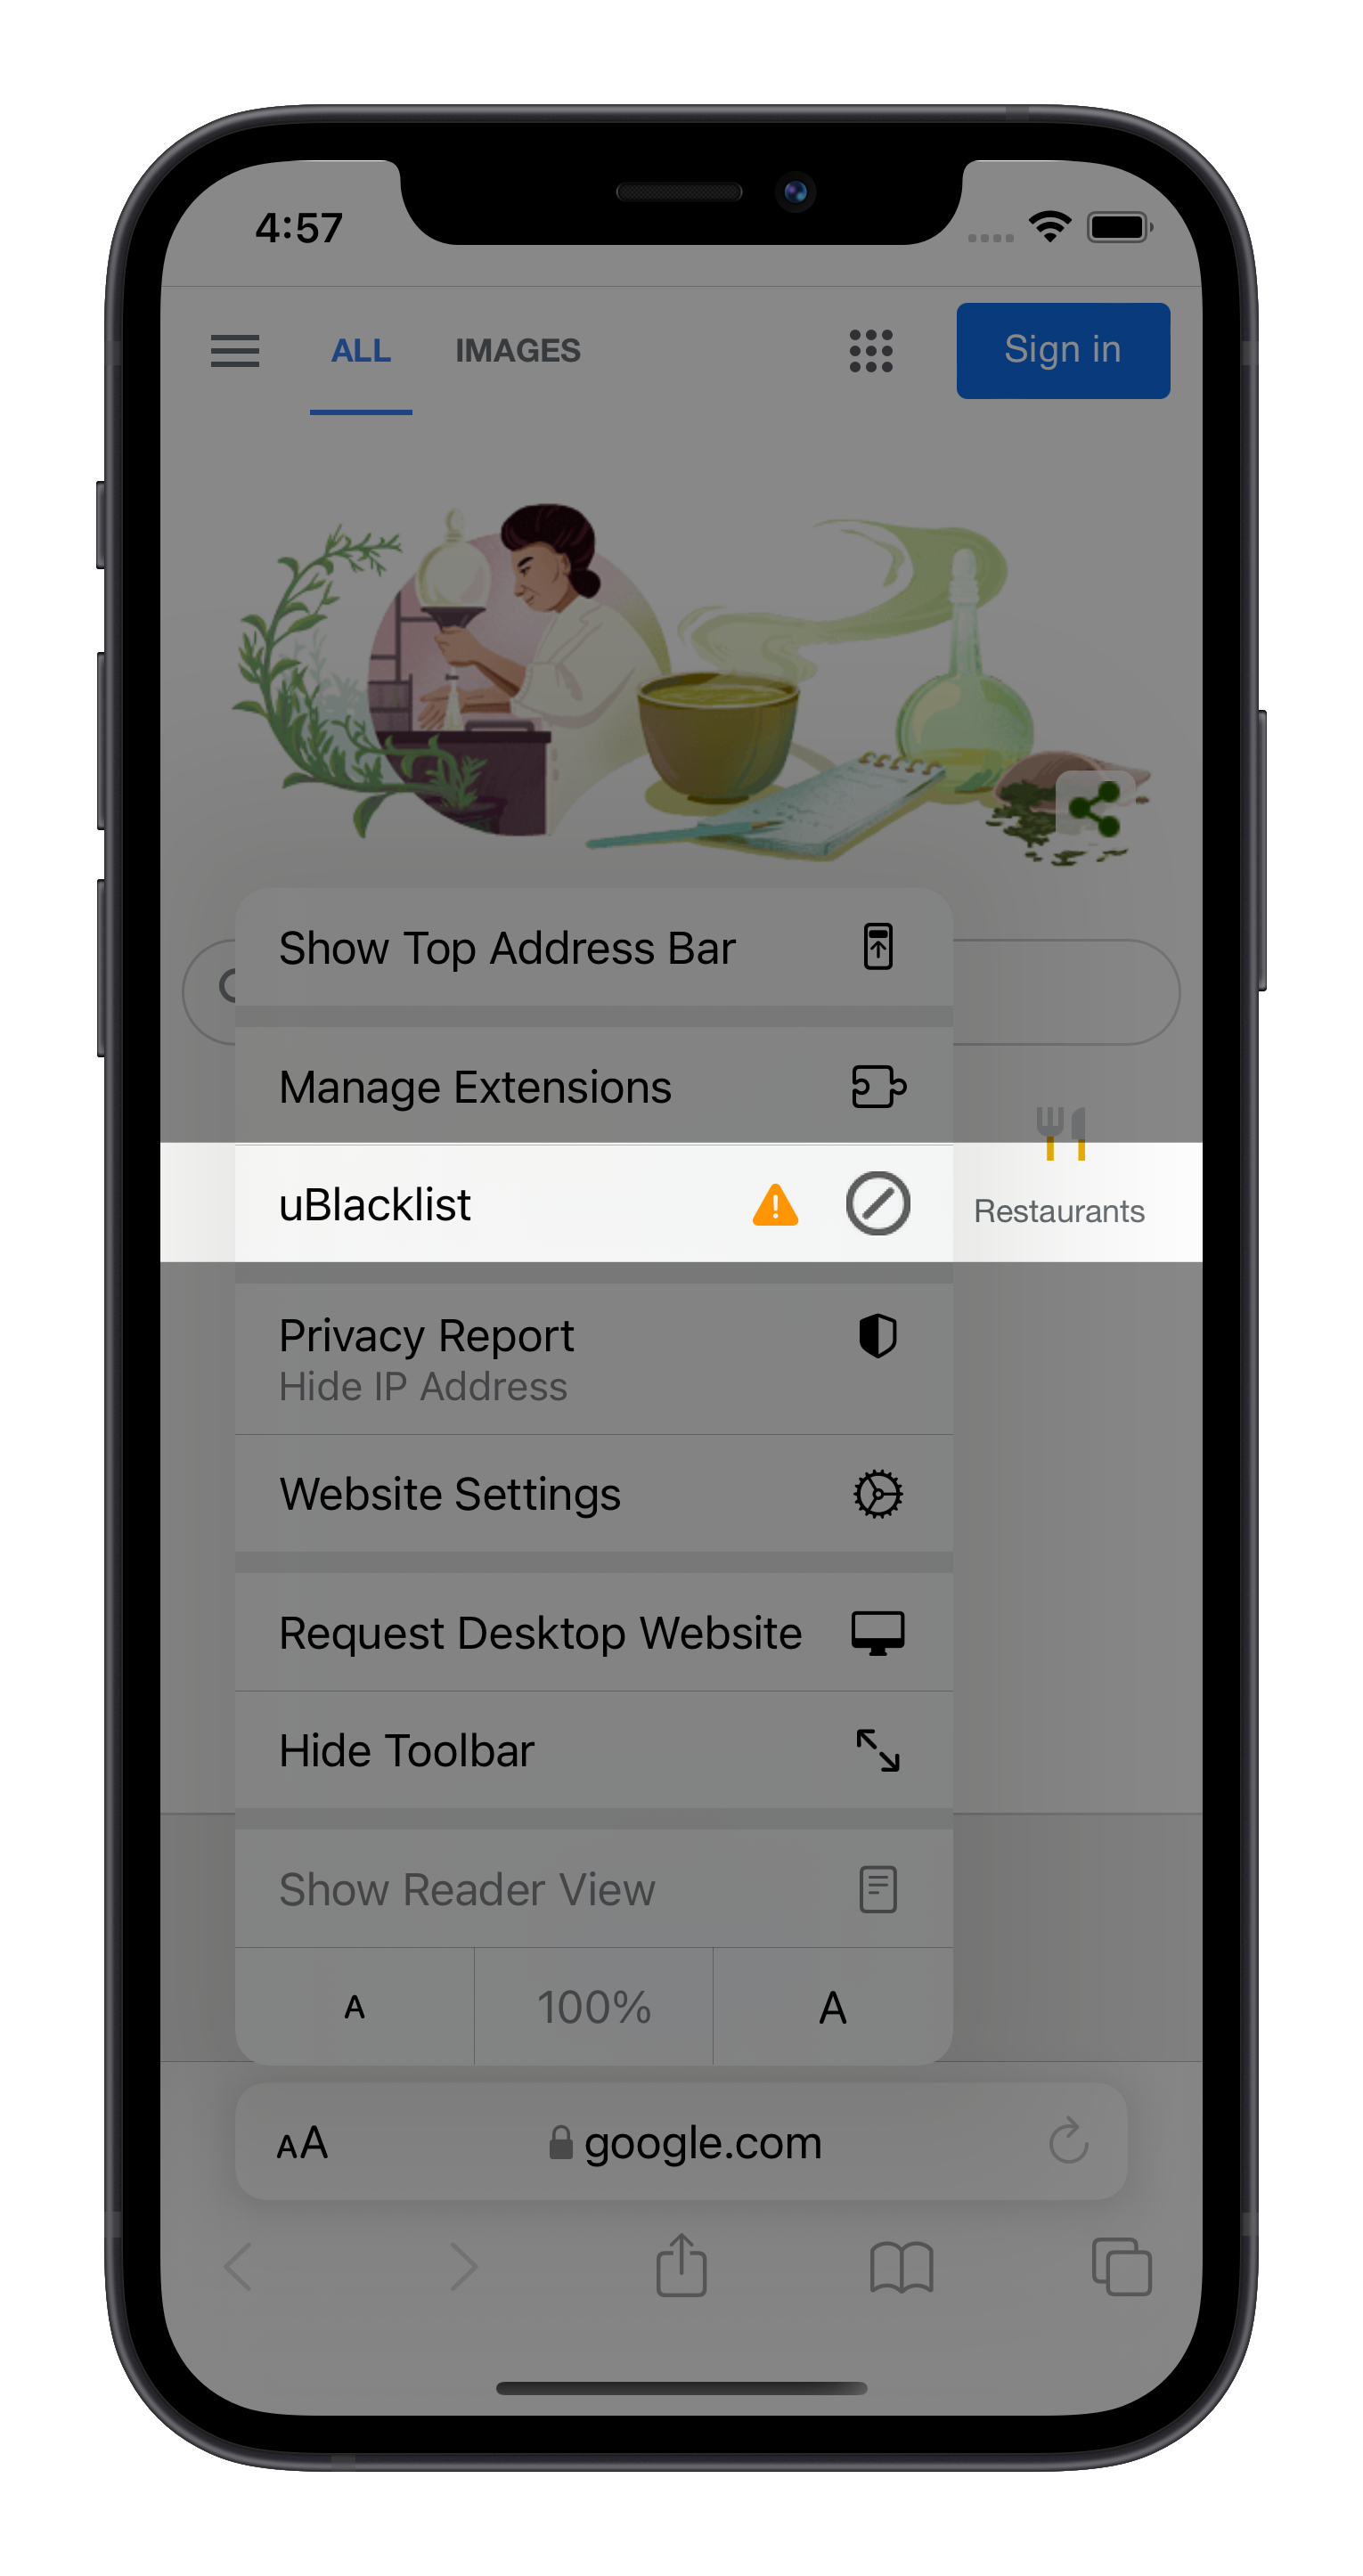 4:57
ALL IMAGES Sign in
Show Top Address Bar
Manage Extensions
uBlacklist
Restaurants
Privacy Report
Hide IP Address
Website Settings
Request Desktop Website
Hide Toolbar
Show Reader View
A 100% A
AA google.com